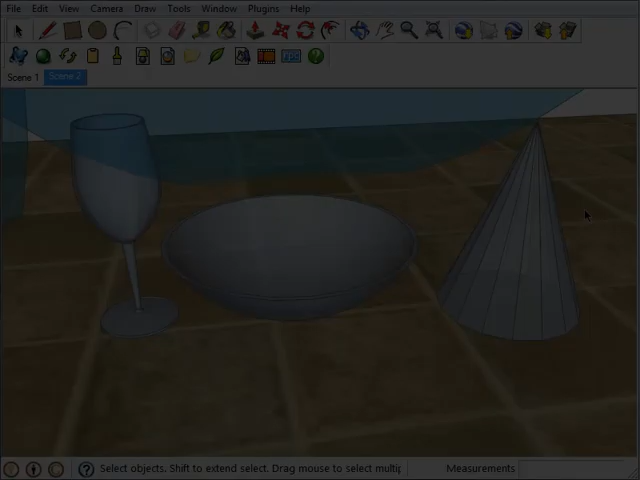 File Edit View Camera Draw Tools Window Plugins Help
Scene 1 Scene 2
Select objects. Shift to extend select. Drag mouse to select multip Measurements